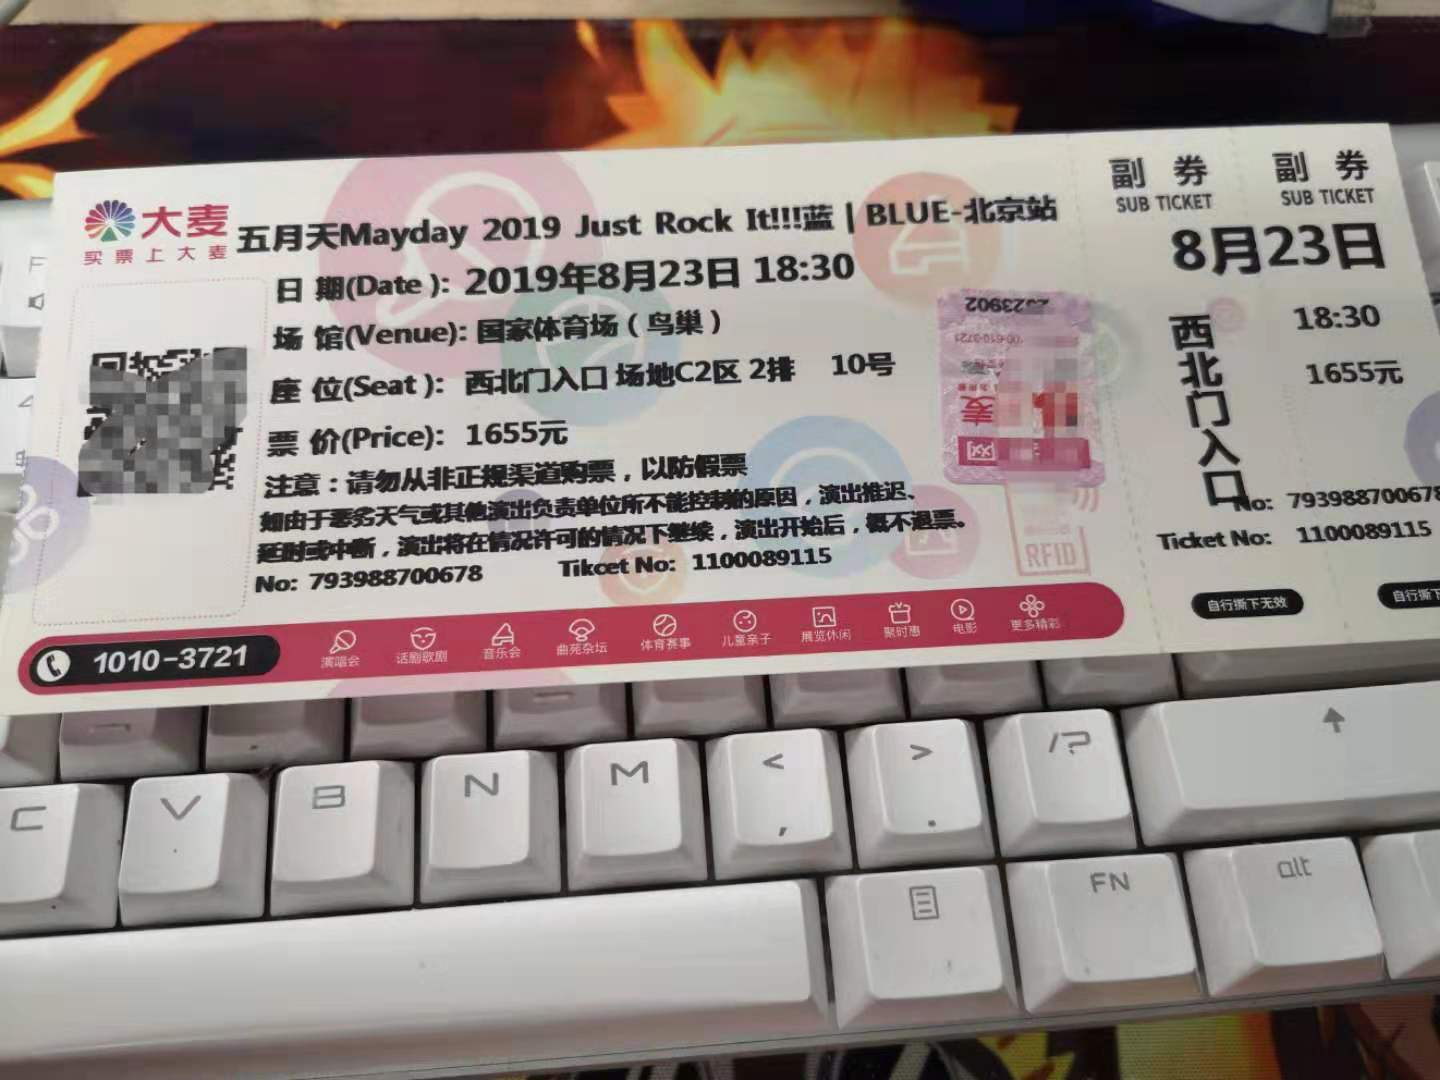 大麦
买票上大麦
五月天Mayday 2019 Just Rock It!!!蓝 | BLUE-北京站
日 期(Date ): 2019年8月23日 18:30
场 馆(Venue): 国家体育场（鸟巢）
座 位(Seat ): 西北门入口 场地C2区 2排 10号
票 价(Price): 1655元
注意：请勿从非正规渠道购票，以防假票
如由于恶劣天气或其他演出负责单位所不能控制的原因，演出推迟、
延时或中断，演出将在情况许可的情况下继续，演出开始后，概不退票。
No: 793988700678 Tikcet No: 1100089115
1010-3721
演唱会 话剧歌剧 音乐会 曲苑杂坛 体育赛事 儿童亲子 展览休闲 聚时惠 电影 更多精彩
2323902
麦
网
RFID
副 券
SUB TICKET
副 券
SUB TICKET
8月23日
西北门入口
18:30
1655元
No: 793988700678
Ticket No: 1100089115
自行撕下无效
自行撕下
C V B N M < , > . / ?
FN alt